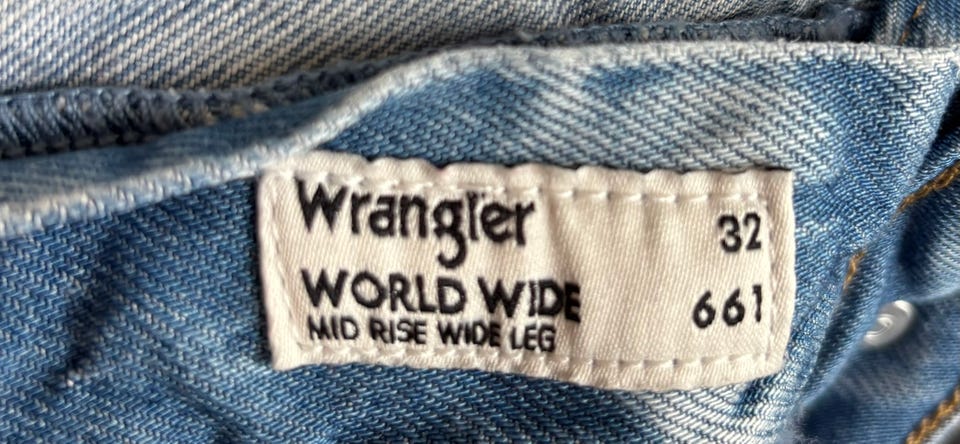 Wrangler 32
WORLD WIDE 661
MID RISE WIDE LEG